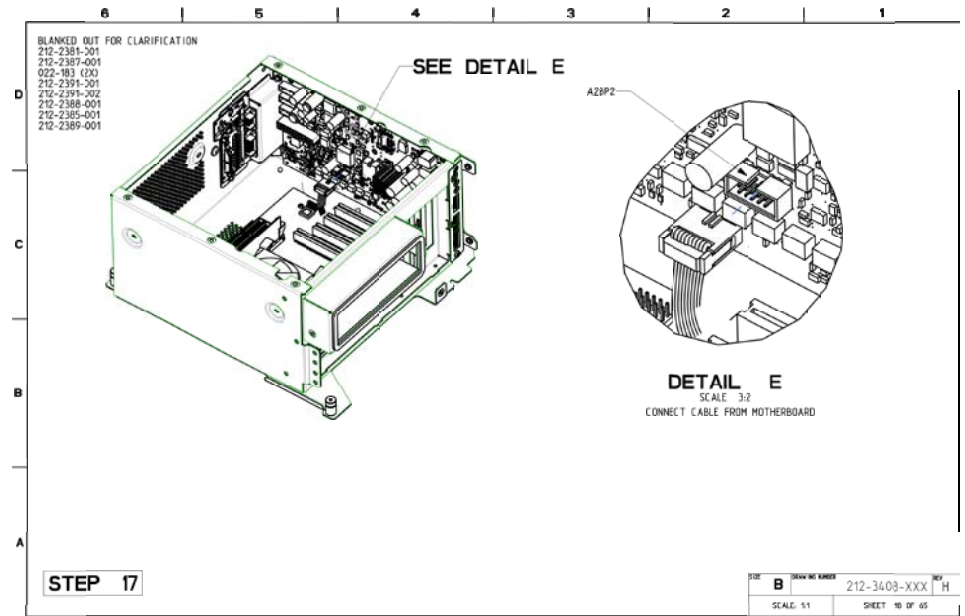 6 5 4 3 2 1
BLANKED OUT FOR CLARIFICATION
212-2381-001
212-2387-001
022-183 (2X)
212-2391-001
212-2391-002
212-2388-001
212-2385-001
212-2389-001
SEE DETAIL E
A28P2
D
C
B
A
DETAIL E
SCALE 3:2
CONNECT CABLE FROM MOTHERBOARD
STEP 17
SIZE
B
DRAWING NUMBER
212-3408-XXX
REV
H
SCALE: 1:1
SHEET 18 OF 65